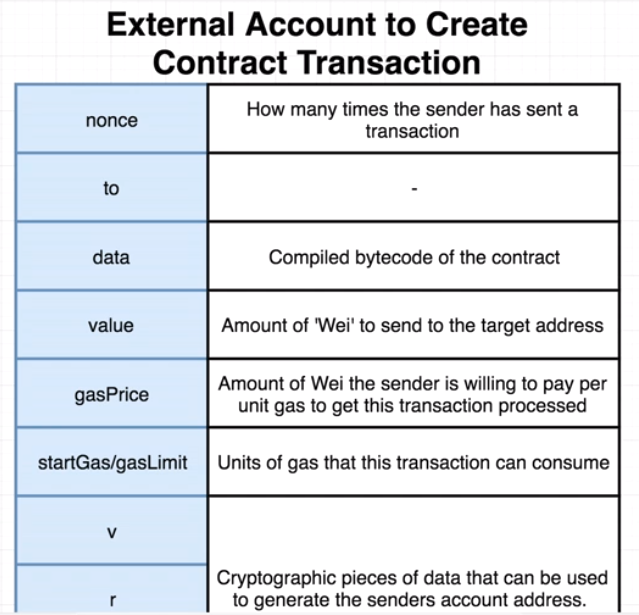 External Account to Create
Contract Transaction
nonce
How many times the sender has sent a
transaction
to
-
data
Compiled bytecode of the contract
value
Amount of 'Wei' to send to the target address
gasPrice
Amount of Wei the sender is willing to pay per
unit gas to get this transaction processed
startGas/gasLimit
Units of gas that this transaction can consume
v
r
Cryptographic pieces of data that can be used
to generate the senders account address.